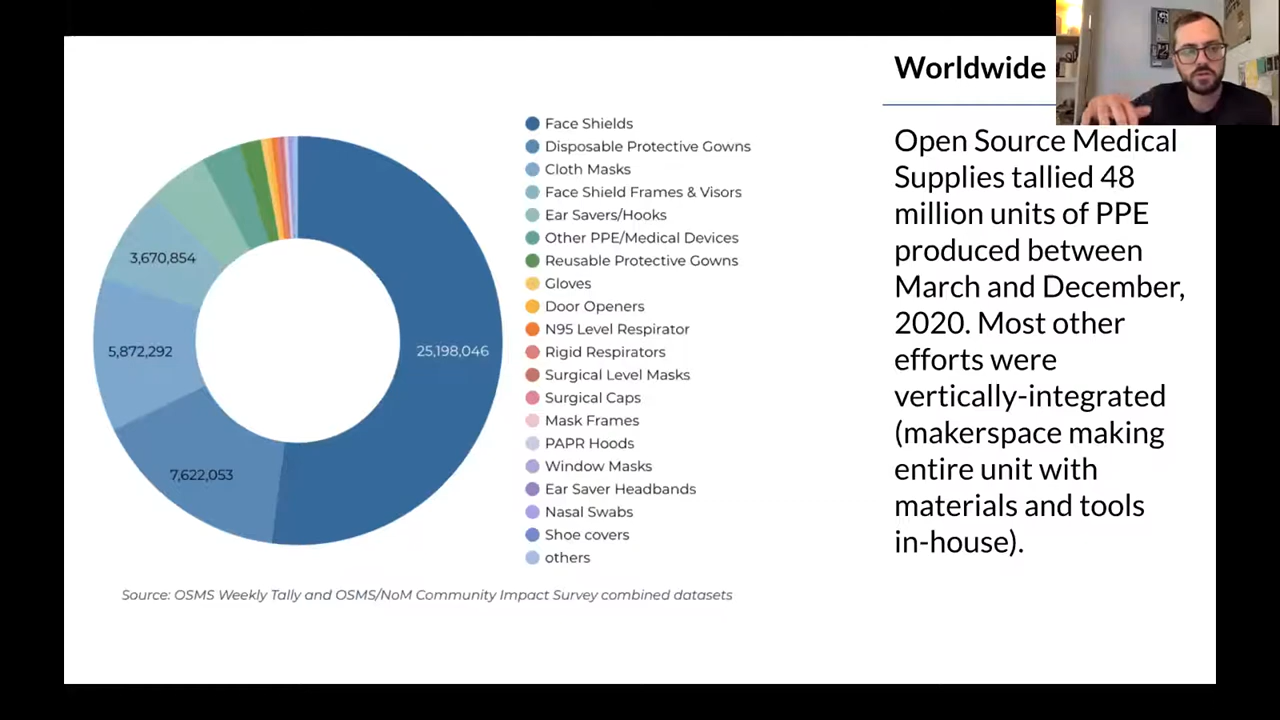 Worldwide
Open Source Medical
Supplies tallied 48
million units of PPE
produced between
March and December,
2020. Most other
efforts were
vertically-integrated
(makerspace making
entire unit with
materials and tools
in-house).
3,670,854
5,872,292
7,622,053
25,198,046
Face Shields
Disposable Protective Gowns
Cloth Masks
Face Shield Frames & Visors
Ear Savers/Hooks
Other PPE/Medical Devices
Reusable Protective Gowns
Gloves
Door Openers
N95 Level Respirator
Rigid Respirators
Surgical Level Masks
Surgical Caps
Mask Frames
PAPR Hoods
Window Masks
Ear Saver Headbands
Nasal Swabs
Shoe covers
others
Source: OSMS Weekly Tally and OSMS/NoM Community Impact Survey combined datasets